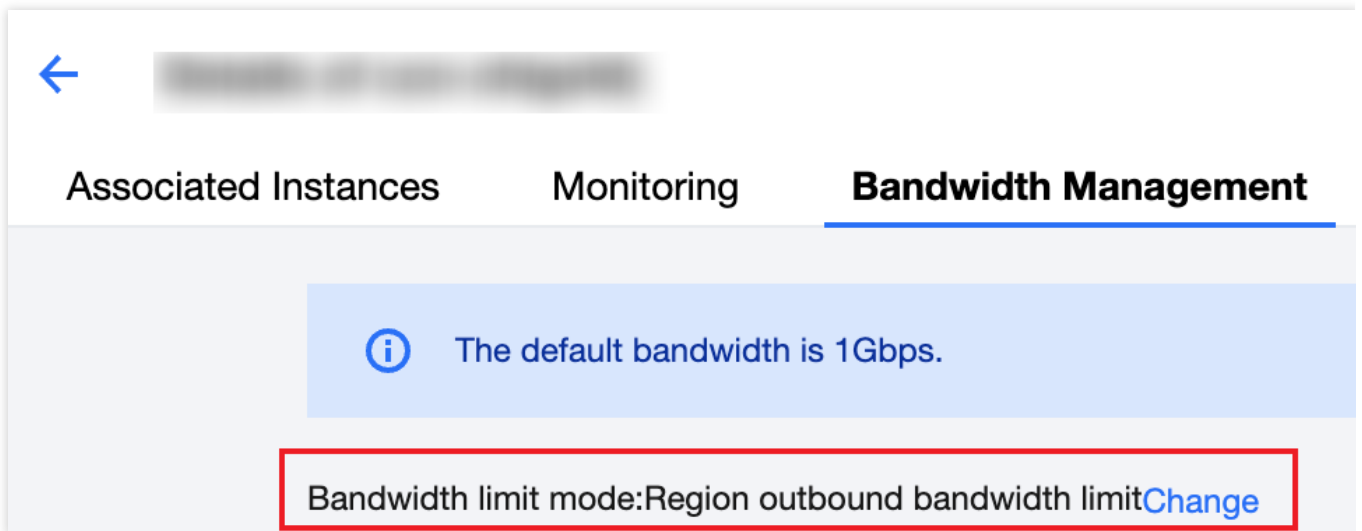 Associated Instances Monitoring Bandwidth Management
The default bandwidth is 1Gbps.
Bandwidth limit mode:Region outbound bandwidth limitChange